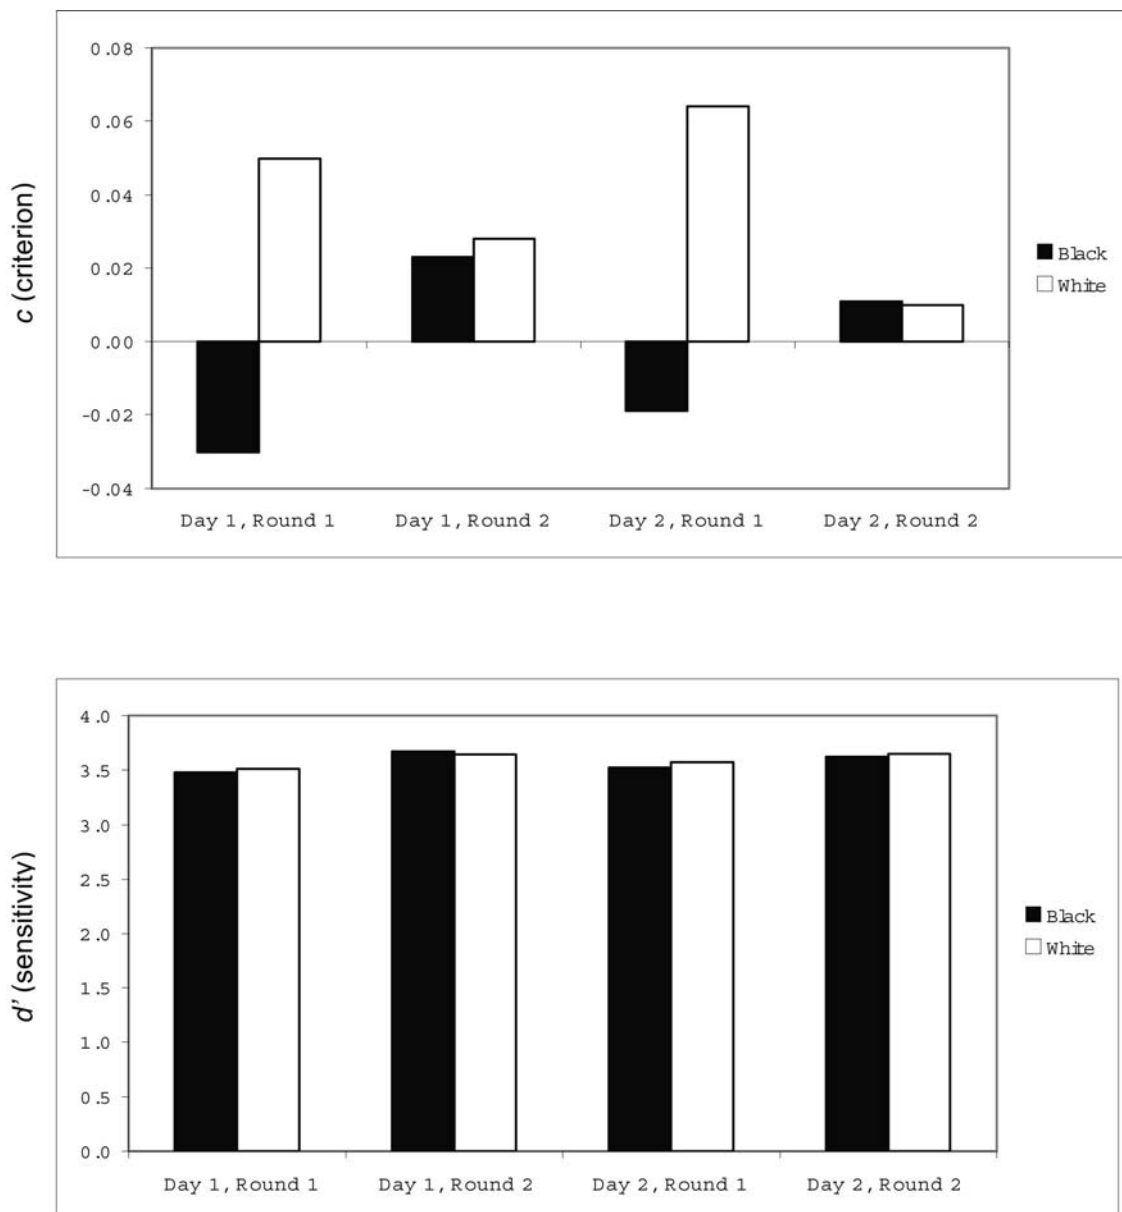 c (criterion)
0.08
0.06
0.04
0.02
0.00
-0.02
-0.04
Day 1, Round 1
Day 1, Round 2
Day 2, Round 1
Day 2, Round 2
Black
White
d' (sensitivity)
4.0
3.5
3.0
2.5
2.0
1.5
1.0
0.5
0.0
Day 1, Round 1
Day 1, Round 2
Day 2, Round 1
Day 2, Round 2
Black
White